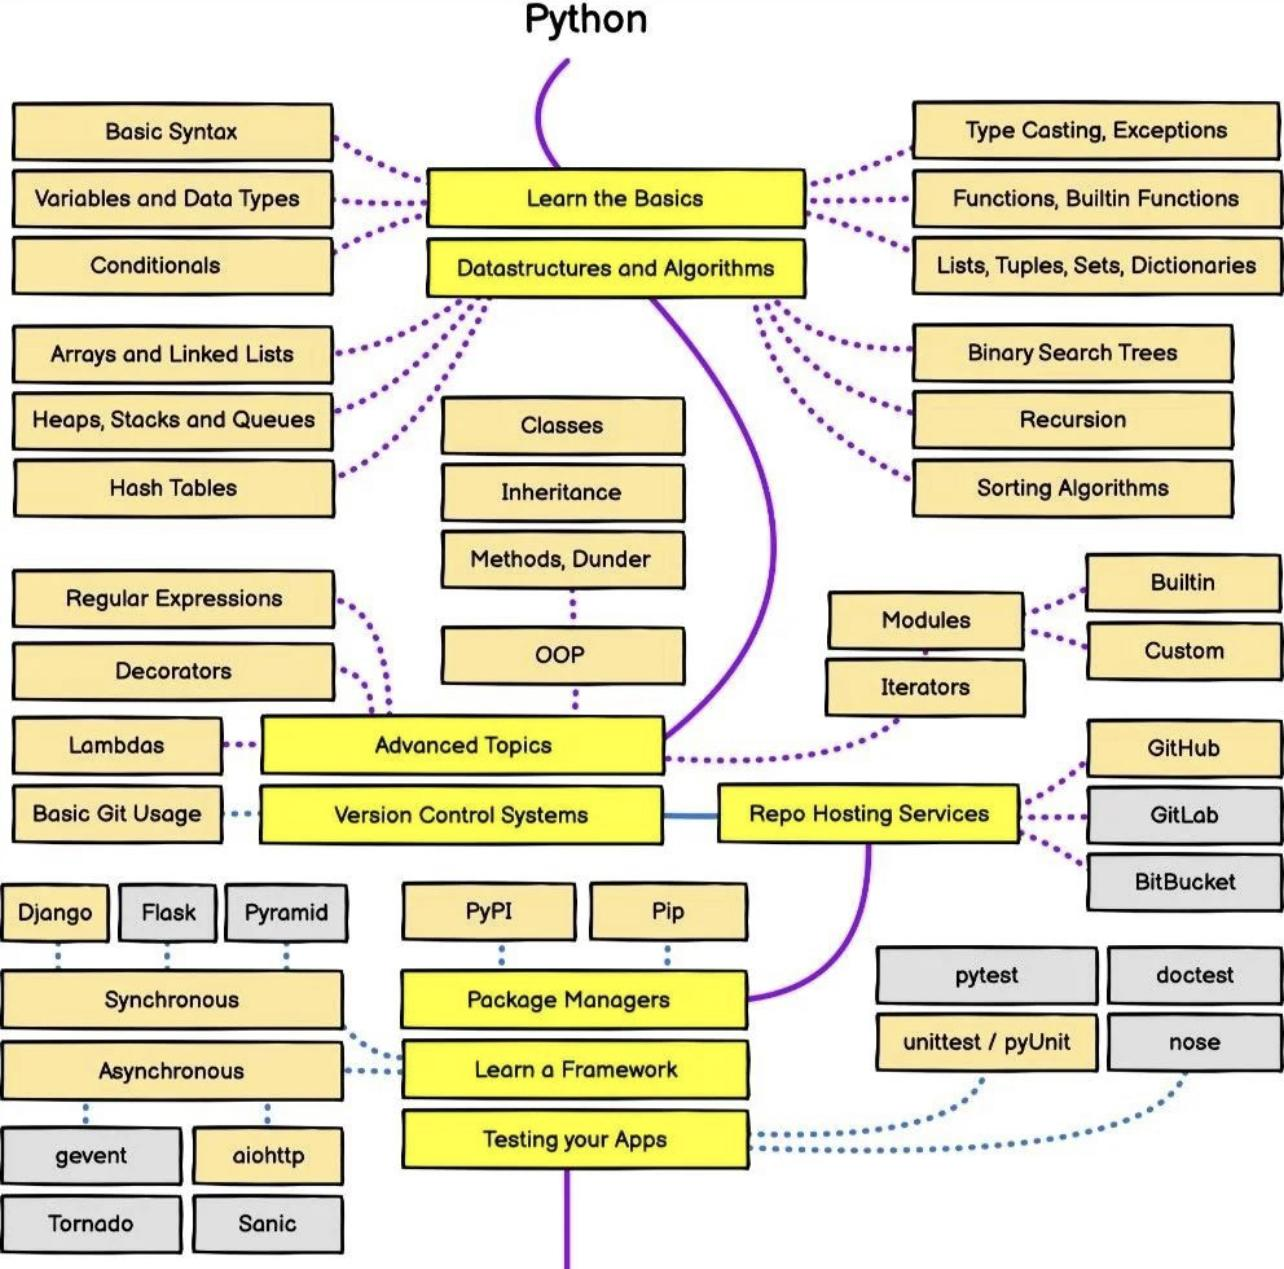 Python
Basic Syntax
Type Casting, Exceptions
Variables and Data Types
Learn the Basics
Functions, Builtin Functions
Conditionals
Datastructures and Algorithms
Lists, Tuples, Sets, Dictionaries
Arrays and Linked Lists
Binary Search Trees
Heaps, Stacks and Queues
Classes
Recursion
Hash Tables
Inheritance
Sorting Algorithms
Methods, Dunder
Regular Expressions
OOP
Modules
Builtin
Decorators
Iterators
Custom
Lambdas
Advanced Topics
GitHub
Basic Git Usage
Version Control Systems
Repo Hosting Services
GitLab
BitBucket
Django
Flask
Pyramid
PyPI
Pip
Synchronous
Package Managers
pytest
doctest
Asynchronous
Learn a Framework
unittest / pyUnit
nose
gevent
aiohttp
Testing your Apps
Tornado
Sanic